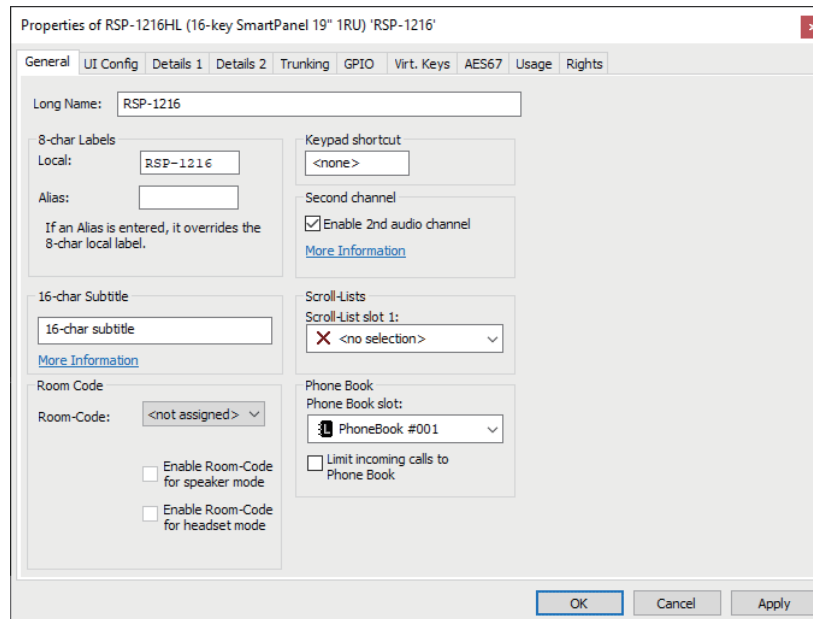 Properties of RSP-1216HL (16-key SmartPanel 19" 1RU) 'RSP-1216'
General UI Config Details 1 Details 2 Trunking GPIO Virt. Keys AES67 Usage Rights
Long Name: RSP-1216
8-char Labels
Local: RSP-1216
Alias:
If an Alias is entered, it overrides the
8-char local label.
Keypad shortcut
<none>
Second channel
Enable 2nd audio channel
More Information
16-char Subtitle
16-char subtitle
More Information
Scroll-Lists
Scroll-List slot 1:
<no selection>
Room Code
Room-Code: <not assigned>
Enable Room-Code
for speaker mode
Enable Room-Code
for headset mode
Phone Book
Phone Book slot:
L PhoneBook #001
Limit incoming calls to
Phone Book
OK Cancel Apply